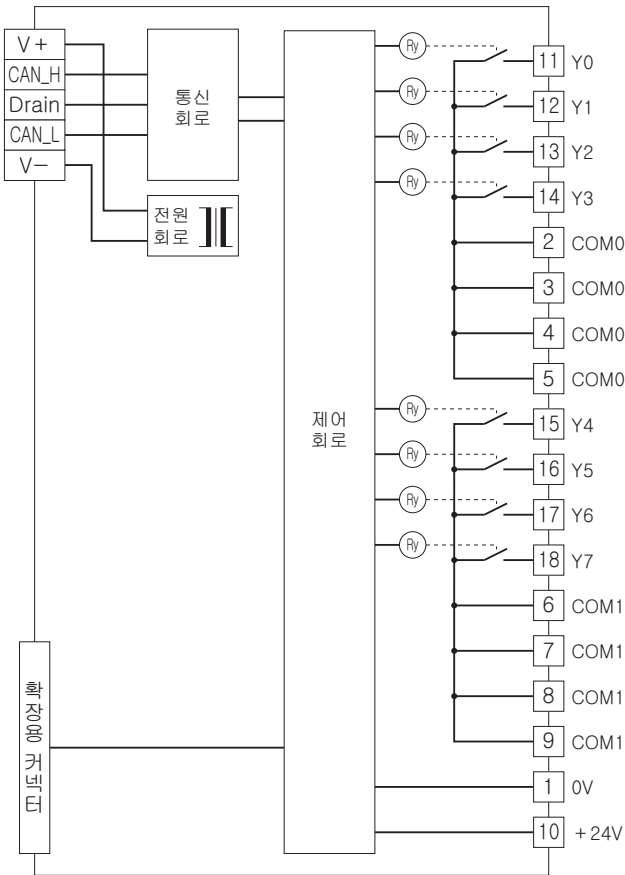 V+
CAN_H
Drain
CAN_L
V−
통신
회로
전원
회로
제어
회로
확장용 커넥터
Ry
11 Y0
Ry
12 Y1
Ry
13 Y2
Ry
14 Y3
2 COM0
3 COM0
4 COM0
5 COM0
Ry
15 Y4
Ry
16 Y5
Ry
17 Y6
Ry
18 Y7
6 COM1
7 COM1
8 COM1
9 COM1
1 0V
10 +24V